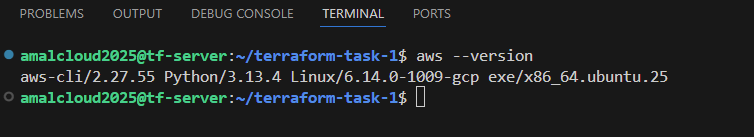 PROBLEMS OUTPUT DEBUG CONSOLE TERMINAL PORTS
amalcloud2025@tf-server:~/terraform-task-1$ aws --version
aws-cli/2.27.55 Python/3.13.4 Linux/6.14.0-1009-gcp exe/x86_64.ubuntu.25
amalcloud2025@tf-server:~/terraform-task-1$